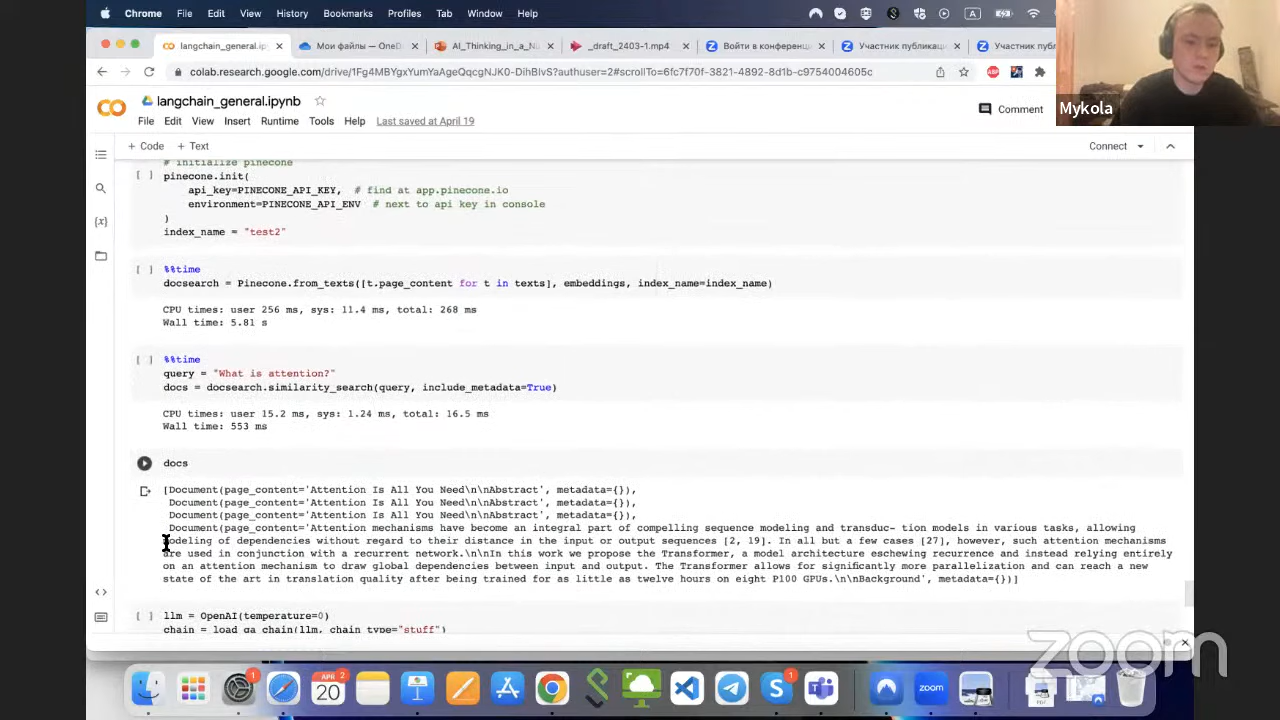 Chrome File Edit View History Bookmarks Profiles Tab Window Help
langchain_general.ipynb
Мои файлы — OneD
AI_Thinking_in_a_Nu
_draft_2403-1.mp4
Войти в конференц
Участник публикац
Участник пуб
colab.research.google.com/drive/1Fg4MBYgxYumYaAgeQqcgNJK0-DihBIvS?authuser=2#scrollTo=6fc7f70f-3821-4892-8d1b-c9754004605c
ABP
Mykola
CO
langchain_general.ipynb
Comment
File Edit View Insert Runtime Tools Help Last saved at April 19
+ Code + Text
Connect
# initialize pinecone
[ ] pinecone.init(
api_key=PINECONE_API_KEY, # find at app.pinecone.io
environment=PINECONE_API_ENV # next to api key in console
)
index_name = "test2"
[ ] %%time
docsearch = Pinecone.from_texts([t.page_content for t in texts], embeddings, index_name=index_name)
CPU times: user 256 ms, sys: 11.4 ms, total: 268 ms
Wall time: 5.81 s
[ ] %%time
query = "What is attention?"
docs = docsearch.similarity_search(query, include_metadata=True)
CPU times: user 15.2 ms, sys: 1.24 ms, total: 16.5 ms
Wall time: 553 ms
docs
[Document(page_content='Attention Is All You Need\n\nAbstract', metadata={}),
Document(page_content='Attention Is All You Need\n\nAbstract', metadata={}),
Document(page_content='Attention Is All You Need\n\nAbstract', metadata={}),
Document(page_content='Attention mechanisms have become an integral part of compelling sequence modeling and transduc- tion models in various tasks, allowing
modeling of dependencies without regard to their distance in the input or output sequences [2, 19]. In all but a few cases [27], however, such attention mechanisms
are used in conjunction with a recurrent network.\n\nIn this work we propose the Transformer, a model architecture eschewing recurrence and instead relying entirely
on an attention mechanism to draw global dependencies between input and output. The Transformer allows for significantly more parallelization and can reach a new
state of the art in translation quality after being trained for as little as twelve hours on eight P100 GPUs.\n\nBackground', metadata={})]
[ ] llm = OpenAI(temperature=0)
chain = load_qa_chain(llm, chain_type="stuff")
zoom
APR
20
2
1
1
zoom